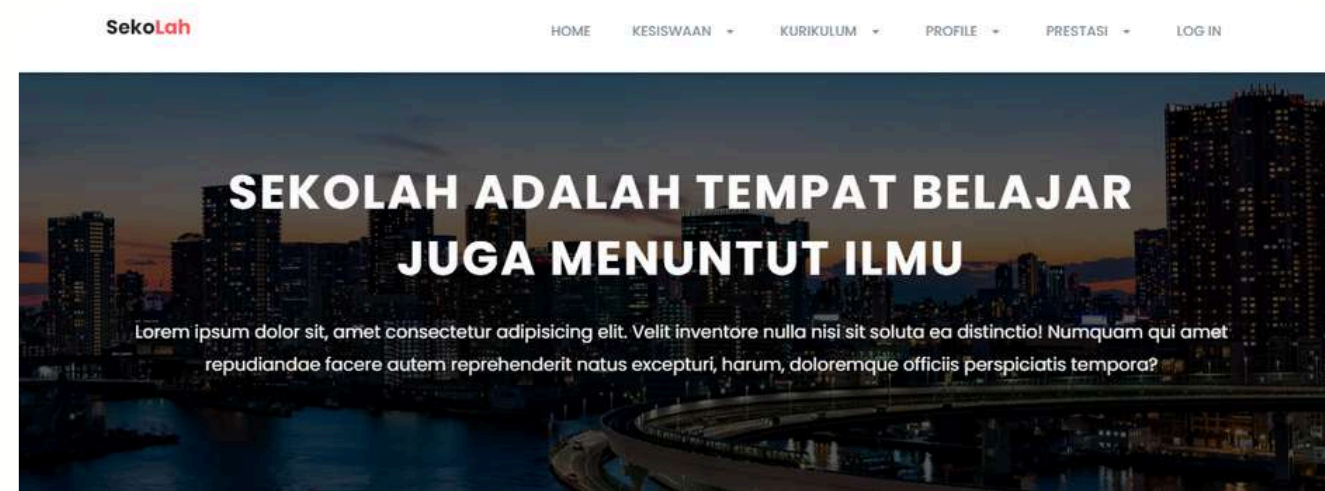 SekoLah
HOME KESISWAAN KURIKULUM PROFILE PRESTASI LOG IN
SEKOLAH ADALAH TEMPAT BELAJAR
JUGA MENUNTUT ILMU
Lorem ipsum dolor sit, amet consectetur adipisicing elit. Velit inventore nulla nisi sit soluta ea distinctio! Numquam qui amet
repudiandae facere autem reprehenderit natus excepturi, harum, doloremque officiis perspiciatis tempora?